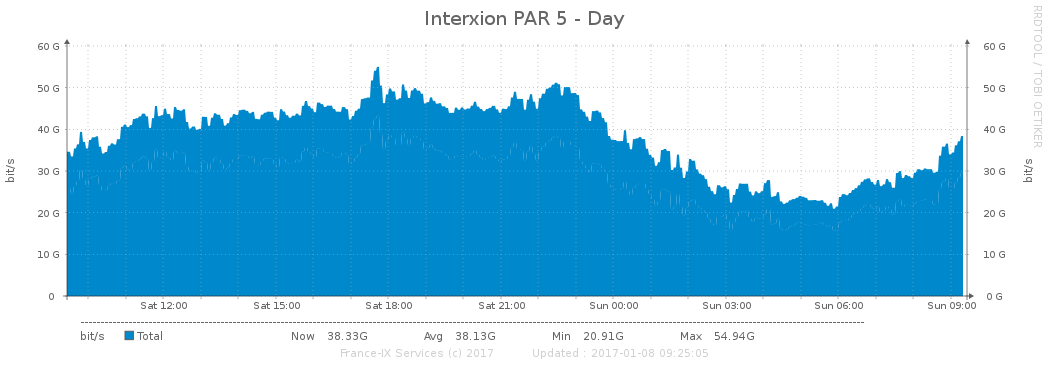 Interxion PAR 5 - Day
RRDTOOL / TOBI OETIKER
60 G 60 G
50 G 50 G
40 G 40 G
30 G 30 G
20 G 20 G
10 G 10 G
0 0 G
bit/s bit/s
Sat 12:00 Sat 15:00 Sat 18:00 Sat 21:00 Sun 00:00 Sun 03:00 Sun 06:00 Sun 09:00
bit/s Total Now 38.33G Avg 38.13G Min 20.91G Max 54.94G
France-IX Services (c) 2017 Updated : 2017-01-08 09:25:05